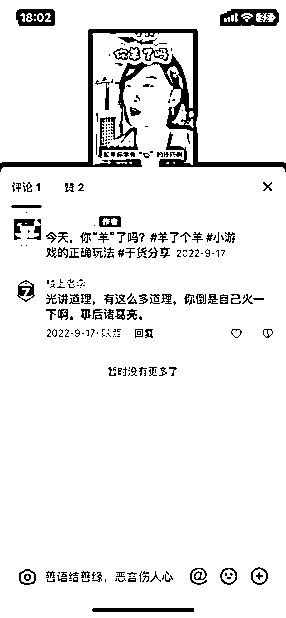 18:02
你羊了吗
评论 1
赞 2
作者
今天，你“羊”了吗？#羊了个羊 #小游
戏的正确玩法 #干货分享 2022-9-17
光讲道理，有这么多道理，你倒是自己火一
下啊。事后诸葛亮。
2022-9-17
回复
暂时没有更多了
善语结善缘，恶言伤人心